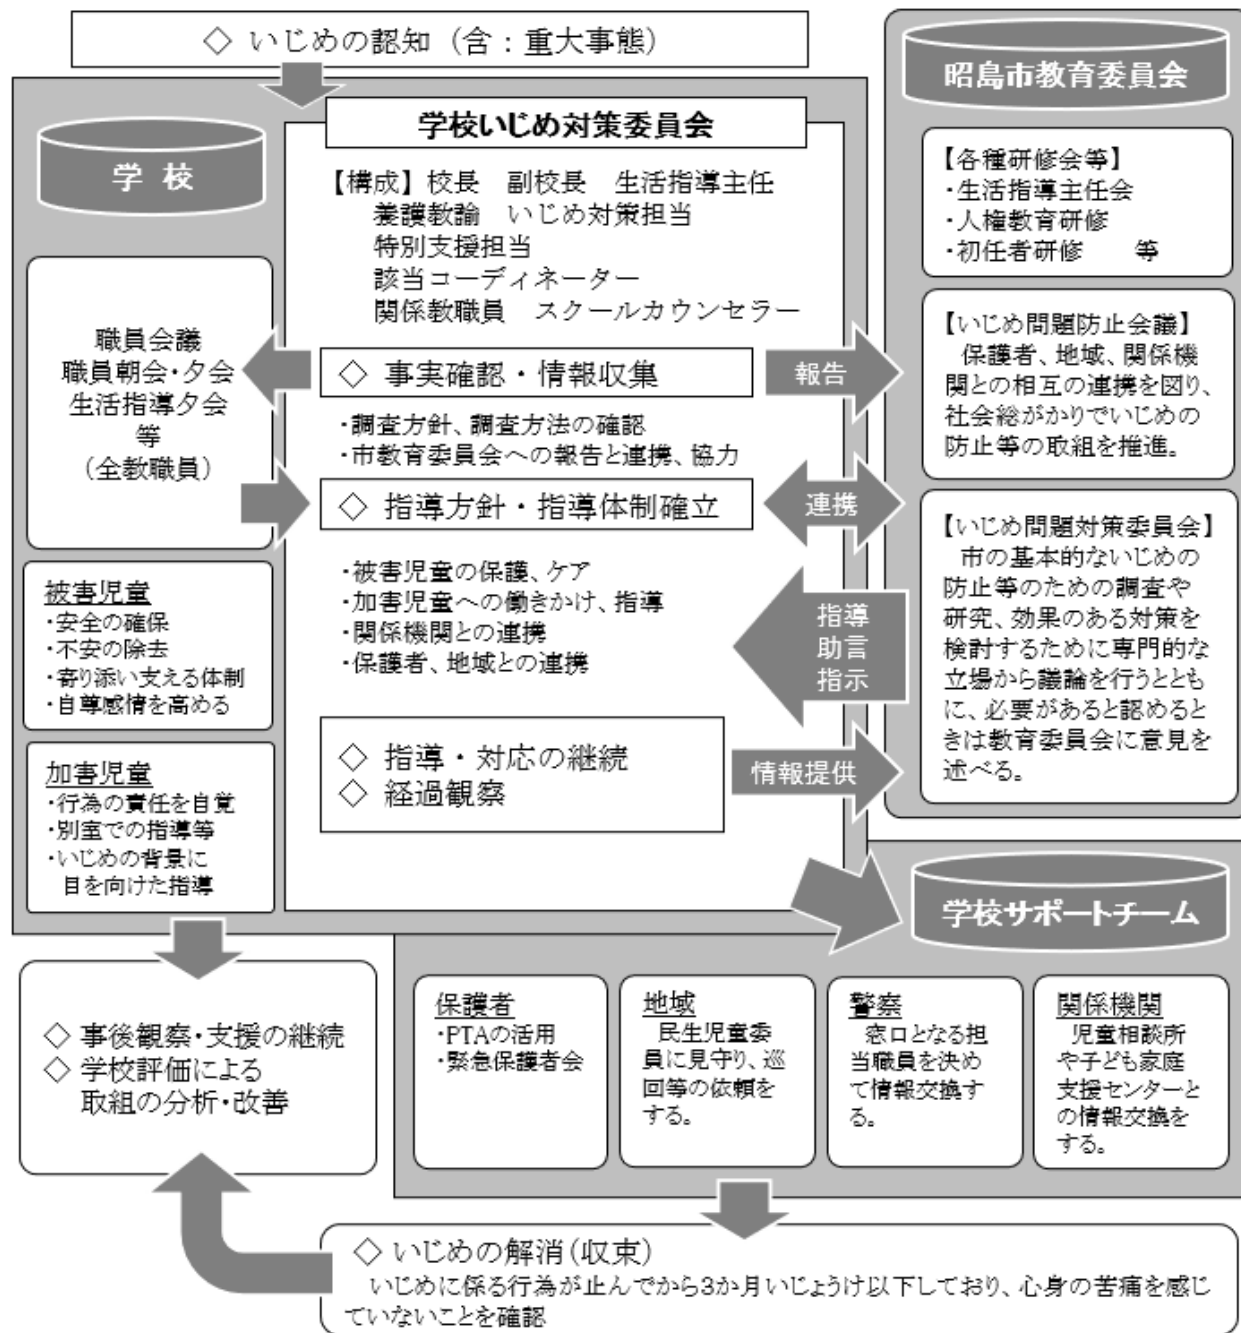 ◇ いじめの認知（含：重大事態）
学 校
学校いじめ対策委員会
【構成】校長　副校長　生活指導主任
養護教諭　いじめ対策担当
特別支援担当
該当コーディネーター
関係教職員　スクールカウンセラー
職員会議
職員朝会・夕会
生活指導夕会
等
（全教職員）
◇ 事実確認・情報収集
・調査方針、調査方法の確認
・市教育委員会への報告と連携、協力
◇ 指導方針・指導体制確立
・被害児童の保護、ケア
・加害児童への働きかけ、指導
・関係機関との連携
・保護者、地域との連携
◇ 指導・対応の継続
◇ 経過観察
被害児童
・安全の確保
・不安の除去
・寄り添い支える体制
・自尊感情を高める
加害児童
・行為の責任を自覚
・別室での指導等
・いじめの背景に
目を向けた指導
報告
連携
指導
助言
指示
情報提供
昭島市教育委員会
【各種研修会等】
・生活指導主任会
・人権教育研修
・初任者研修　　等
【いじめ問題防止会議】
保護者、地域、関係機
関との相互の連携を図り、
社会総がかりでいじめの
防止等の取組を推進。
【いじめ問題対策委員会】
市の基本的ないじめの
防止等のための調査や
研究、効果のある対策を
検討するために専門的な
立場から議論を行うととも
に、必要があると認めると
きは教育委員会に意見を
述べる。
学校サポートチーム
保護者
・PTAの活用
・緊急保護者会
地域
民生児童委
員に見守り、巡
回等の依頼を
する。
警察
窓口となる担
当職員を決め
て情報交換す
る。
関係機関
児童相談所
や子ども家庭
支援センターと
の情報交換を
する。
◇ 事後観察・支援の継続
◇ 学校評価による
取組の分析・改善
◇ いじめの解消（収束）
いじめに係る行為が止んでから3か月いじょうけ以下しており、心身の苦痛を感じ
ていないことを確認